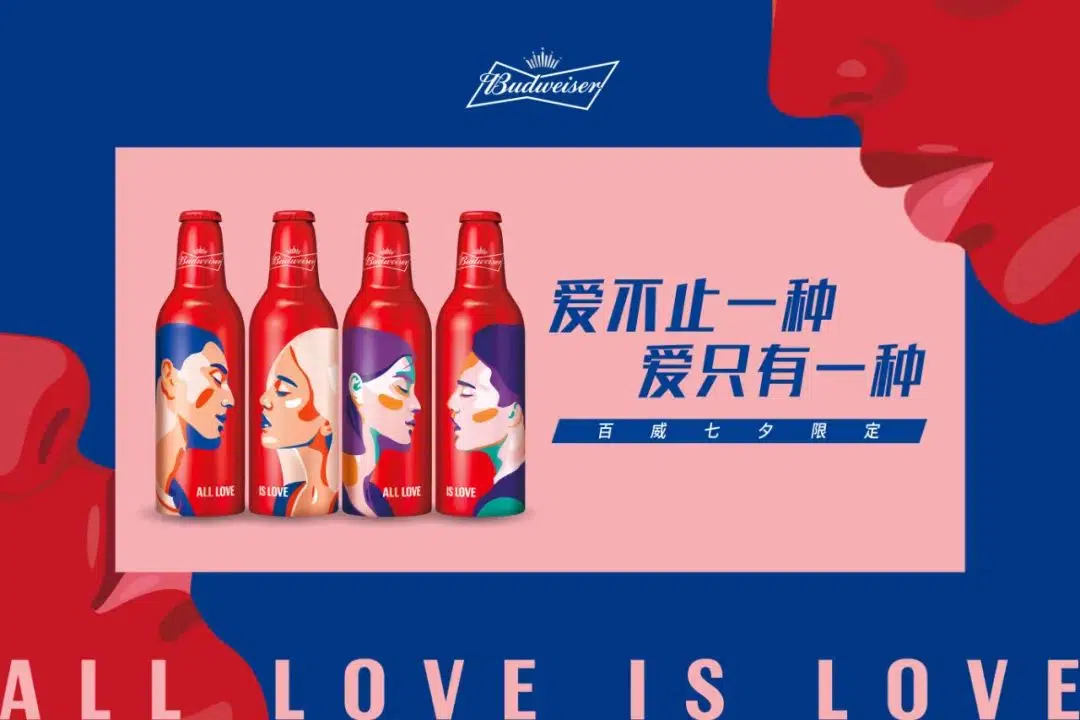 Budweiser
Budweiser
Budweiser
Budweiser
Budweiser
爱不止一种
爱只有一种
百威七夕限定
ALL LOVE
IS LOVE
ALL LOVE
IS LOVE
ALL LOVE IS LOVE